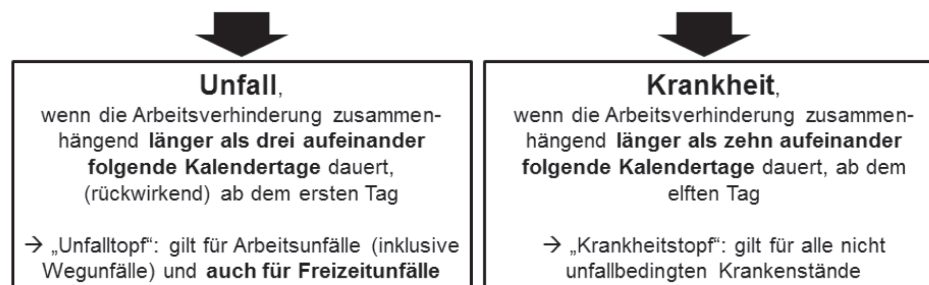 Unfall,
wenn die Arbeitsverhinderung zusammen-
hängend länger als drei aufeinander
folgende Kalendertage dauert,
(rückwirkend) ab dem ersten Tag
→ „Unfalltopf“: gilt für Arbeitsunfälle (inklusive
Wegunfälle) und auch für Freizeitunfälle
Krankheit,
wenn die Arbeitsverhinderung zusammen-
hängend länger als zehn aufeinander
folgende Kalendertage dauert, ab dem
elften Tag
→ „Krankheitstopf“: gilt für alle nicht
unfallbedingten Krankenstände